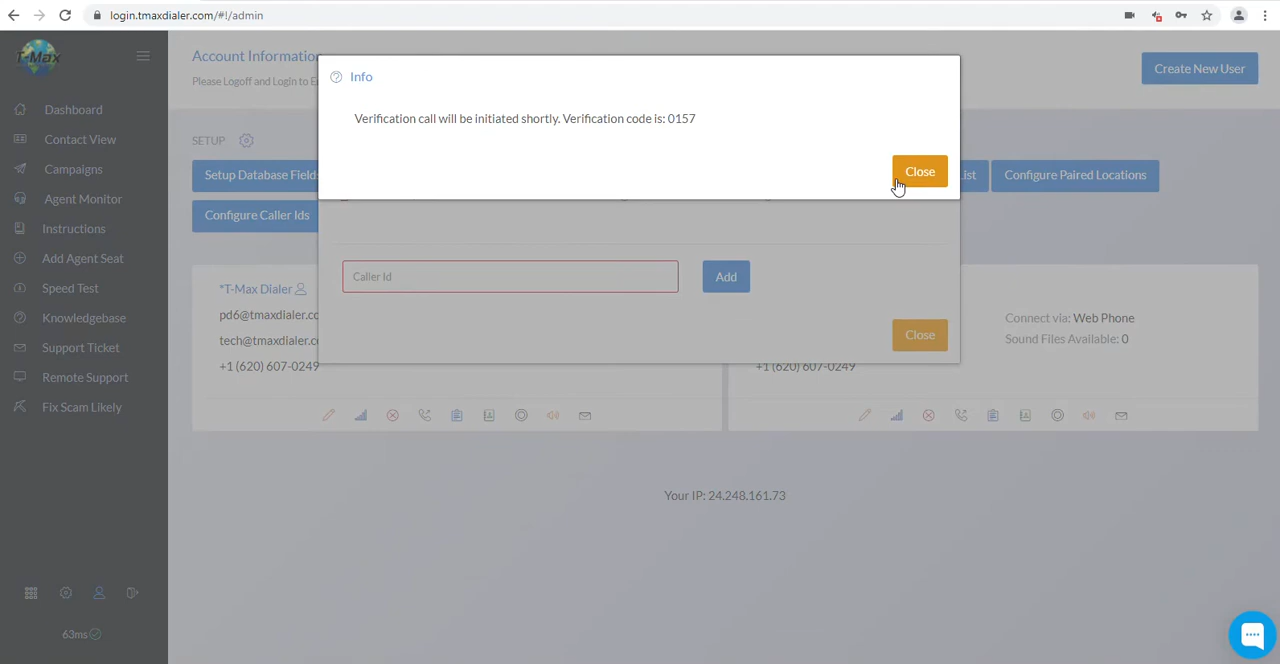 login.tmaxdialer.com/#!/admin
T-Max
Account Information
Please Logoff and Login to E
Create New User
Info
Verification call will be initiated shortly. Verification code is: 0157
Close
Dashboard
Contact View
Campaigns
Agent Monitor
Instructions
Add Agent Seat
Speed Test
Knowledgebase
Support Ticket
Remote Support
Fix Scam Likely
63ms
SETUP
Setup Database Fields
ist
Configure Paired Locations
Configure Caller Ids
Caller Id
Add
Close
*T-Max Dialer
pd6@tmaxdialer.co
tech@tmaxdialer.c
+1 (620) 607-0249
Connect via: Web Phone
Sound Files Available: 0
+1 (620) 607-0249
Your IP: 24.248.161.73